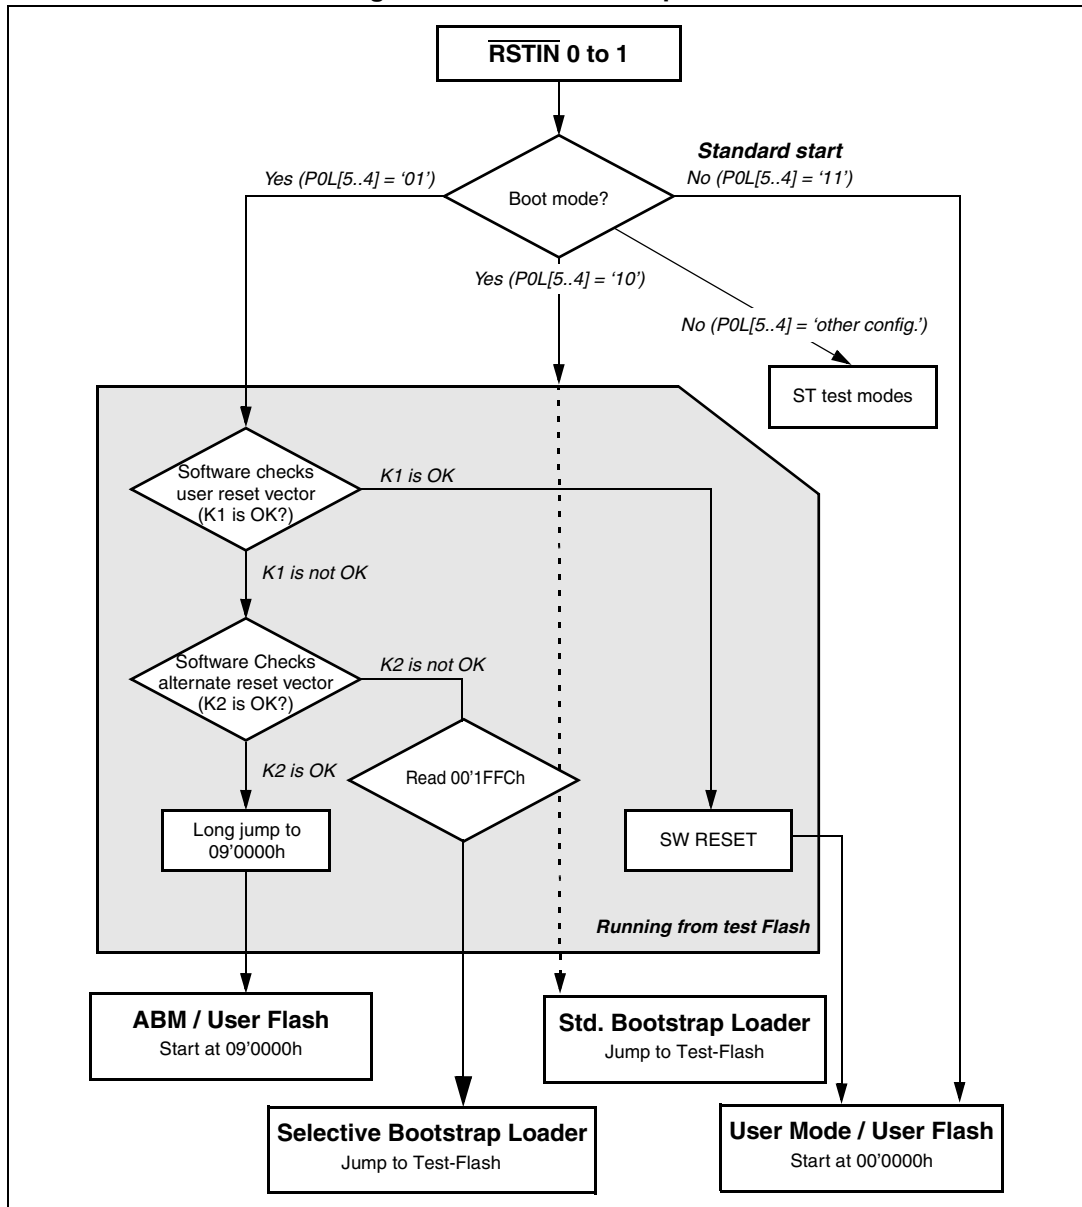 RSTIN 0 to 1
Standard start
Yes (P0L[5..4] = ‘01’)
No (P0L[5..4] = ‘11’)
Boot mode?
Yes (P0L[5..4] = ‘10’)
No (P0L[5..4] = ‘other config.’)
ST test modes
Software checks
user reset vector
(K1 is OK?)
K1 is OK
K1 is not OK
Software Checks
alternate reset vector
(K2 is OK?)
K2 is not OK
K2 is OK
Read 00’1FFCh
Long jump to
09’0000h
SW RESET
Running from test Flash
ABM / User Flash
Start at 09’0000h
Std. Bootstrap Loader
Jump to Test-Flash
Selective Bootstrap Loader
Jump to Test-Flash
User Mode / User Flash
Start at 00’0000h